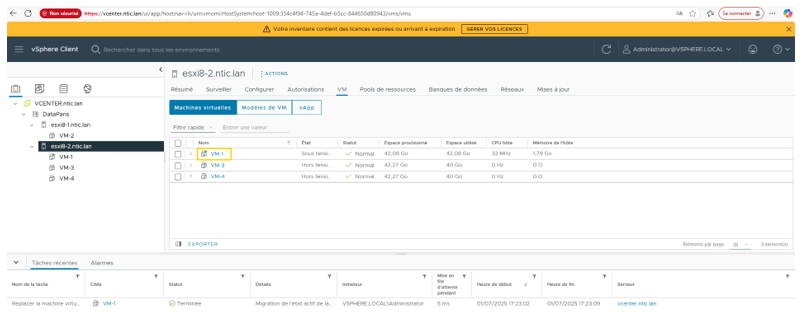 Non sécurisé https://vcenter.ntic.lan/ui/app/host;nav=h/urn:vmomi:HostSystem:host-1009:354c4f94-745a-4def-b5cc-044650d80943/vms/vms
Se connecter
Votre inventaire contient des licences expirées ou arrivant à expiration. GÉRER VOS LICENCES
vSphere Client Rechercher dans tous les environnements Administrator@VSPHERE.LOCAL
esxi8-2.ntic.lan ACTIONS
Résumé Surveiller Configurer Autorisations VM Pools de ressources Banques de données Réseaux Mises à jour
VCENTER.ntic.lan
DataParis
esxi8-1.ntic.lan
VM-2
esxi8-2.ntic.lan
VM-1
VM-3
VM-4
Machines virtuelles Modèles de VM vApp
Filtre rapide Entrer une valeur
Nom État Statut Espace provisionné Espace utilisé CPU hôte Mémoire de l'hôte
VM-1 Sous tensi... Normal 42,08 Go 42,08 Go 33 MHz 1,79 Go
VM-3 Hors tensi... Normal 42,27 Go 40 Go 0 Hz 0 O
VM-4 Hors tensi... Normal 42,27 Go 40 Go 0 Hz 0 O
EXPORTER Éléments par page 3 élément(s)
Tâches récentes Alarmes
Nom de la tâche Cible Statut Détails Initiateur Mise en file d'attente pendant Heure de début Heure de fin Serveur
Replacer la machine virtu... VM-1 Terminée Migration de l'état actif de la... VSPHERE.LOCAL\Administrator 5 ms 01/07/2025 17:23:02 01/07/2025 17:23:09 vcenter.ntic.lan